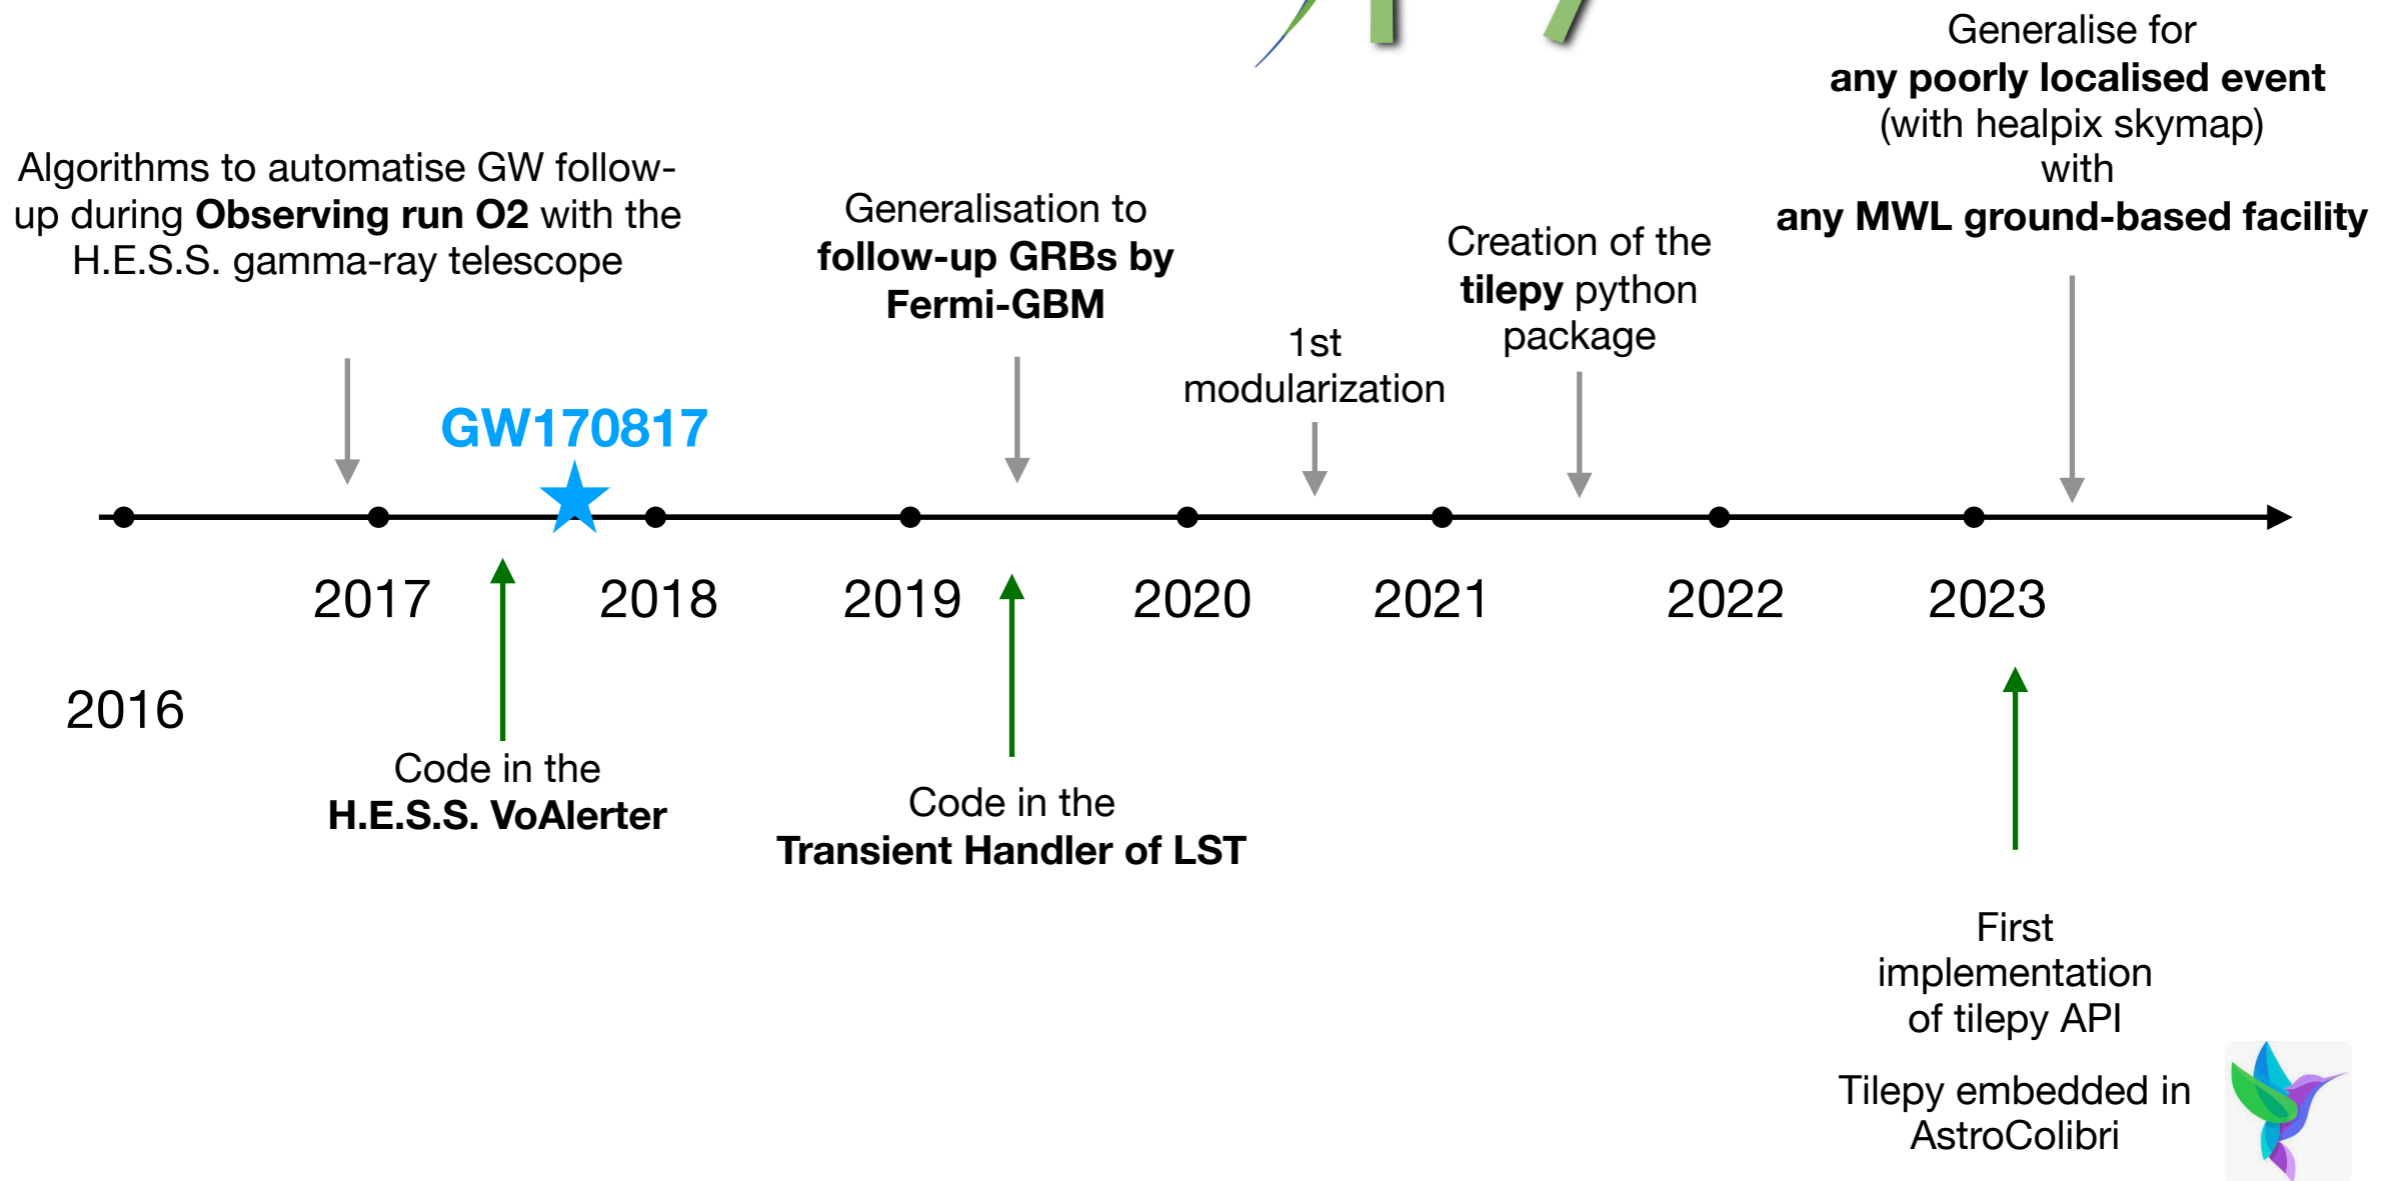 Generalise for
any poorly localised event
(with healpix skymap)
with
any MWL ground-based facility
Algorithms to automatise GW follow-
up during Observing run O2 with the
H.E.S.S. gamma-ray telescope
Generalisation to
follow-up GRBs by
Fermi-GBM
Creation of the
tilepy python
package
1st
modularization
GW170817
2017
2018
2019
2020
2021
2022
2023
2016
Code in the
H.E.S.S. VoAlerter
Code in the
Transient Handler of LST
First
implementation
of tilepy API
Tilepy embedded in
AstroColibri